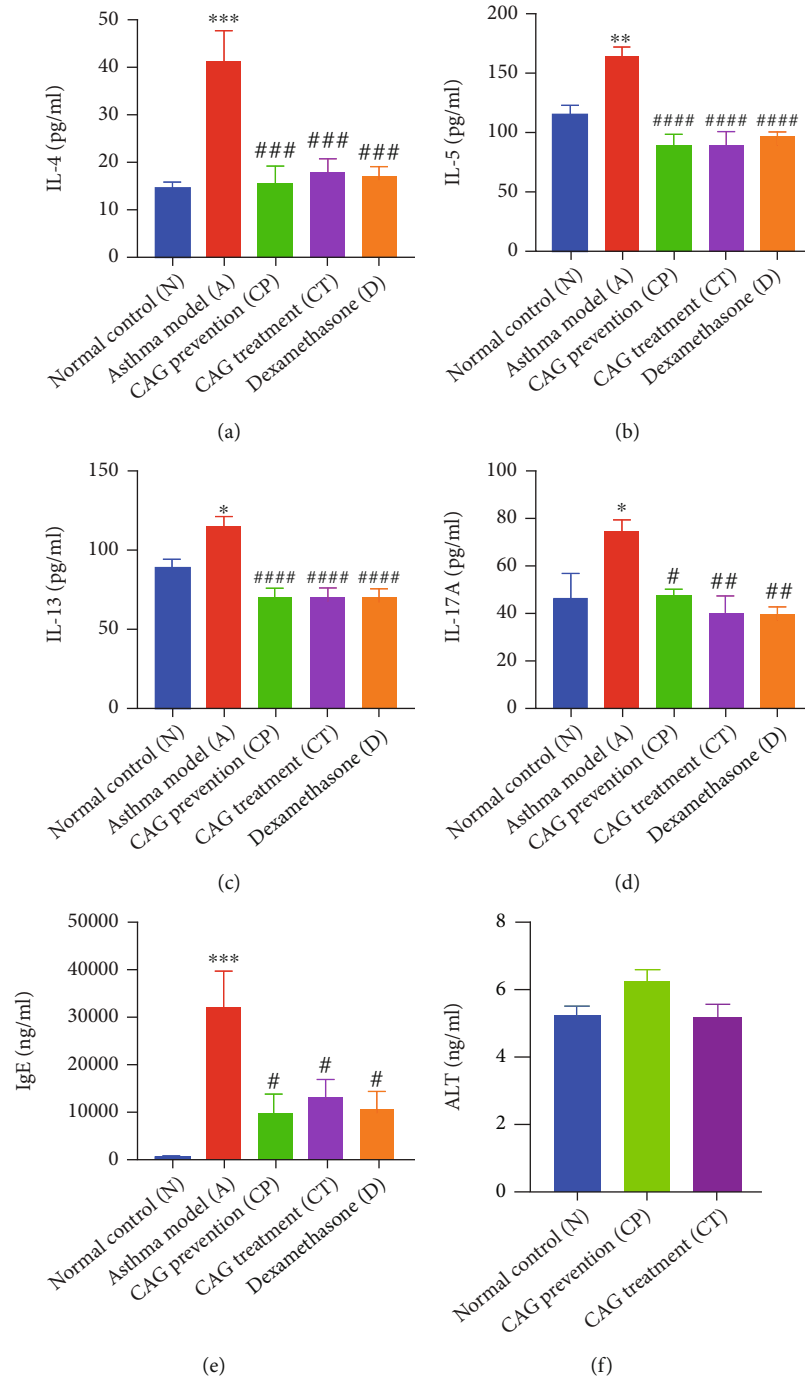 IL-4 (pg/ml)
50
40
30
20
10
0
***
###
###
###
Normal control (N)
Asthma model (A)
CAG prevention (CP)
CAG treatment (CT)
Dexamethasone (D)
(a)
IL-5 (pg/ml)
200
150
100
50
0
**
####
####
####
Normal control (N)
Asthma model (A)
CAG prevention (CP)
CAG treatment (CT)
Dexamethasone (D)
(b)
IL-13 (pg/ml)
150
100
50
0
*
####
####
####
Normal control (N)
Asthma model (A)
CAG prevention (CP)
CAG treatment (CT)
Dexamethasone (D)
(c)
IL-17A (pg/ml)
100
80
60
40
20
0
*
#
##
##
Normal control (N)
Asthma model (A)
CAG prevention (CP)
CAG treatment (CT)
Dexamethasone (D)
(d)
IgE (ng/ml)
50000
40000
30000
20000
10000
0
***
#
#
#
Normal control (N)
Asthma model (A)
CAG prevention (CP)
CAG treatment (CT)
Dexamethasone (D)
(e)
ALT (ng/ml)
8
6
4
2
0
Normal control (N)
CAG prevention (CP)
CAG treatment (CT)
(f)